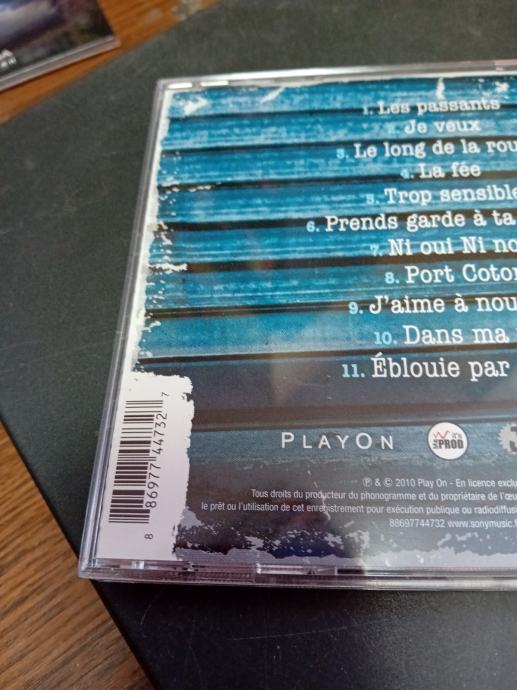 1. Les passants
2. Je veux
3. Le long de la rou
4. La fée
5. Trop sensible
6. Prends garde à ta
7. Ni oui Ni no
8. Port Coton
9. J'aime à nou
10. Dans ma
11. Éblouie par
PLAYON
it's
PROD
℗ & © 2010 Play On - En licence exclu
Tous droits du producteur du phonogramme et du propriétaire de l'œu
le prêt ou l'utilisation de cet enregistrement pour exécution publique ou radiodiffusi
88697744732 www.sonymusic.f
8 86977 44732 7